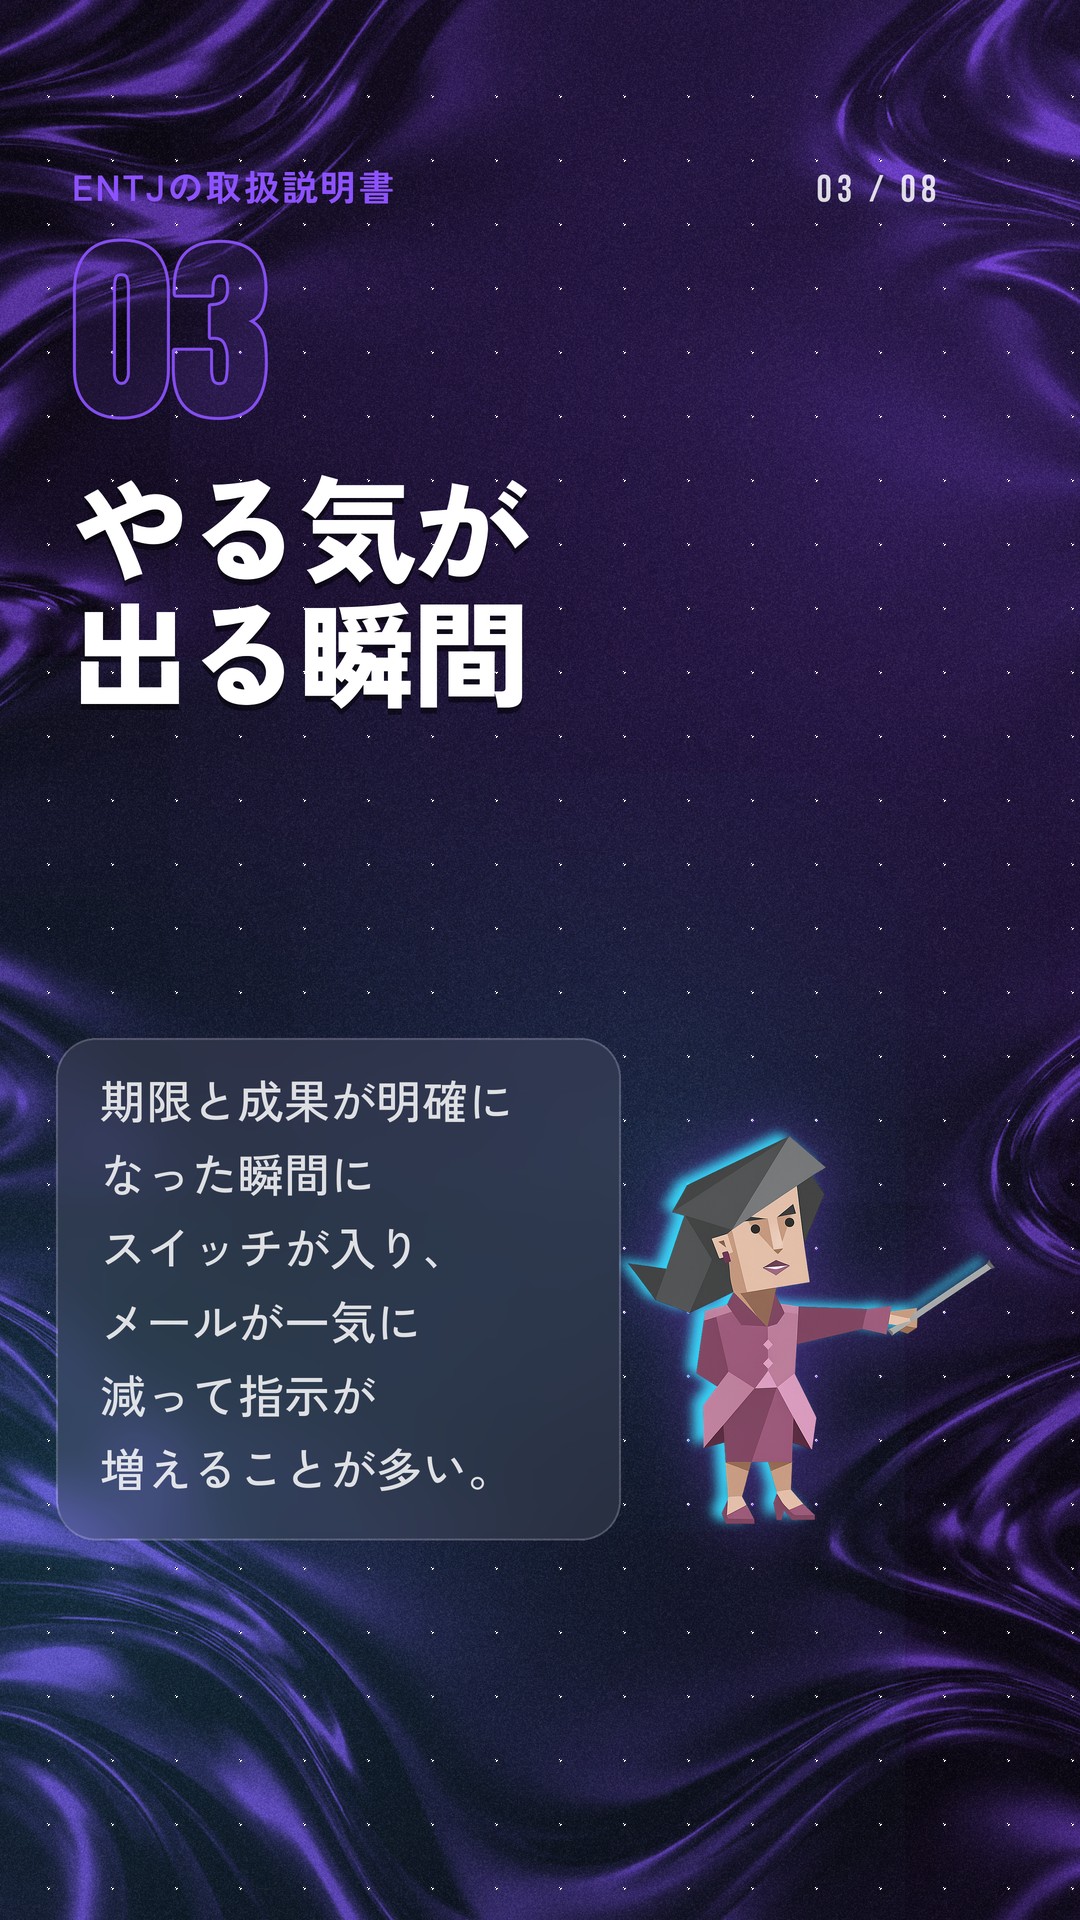 ENTJの取扱説明書
03 / 08
03
やる気が
出る瞬間
期限と成果が明確に
なった瞬間に
スイッチが入り、
メールが一気に
減って指示が
増えることが多い。